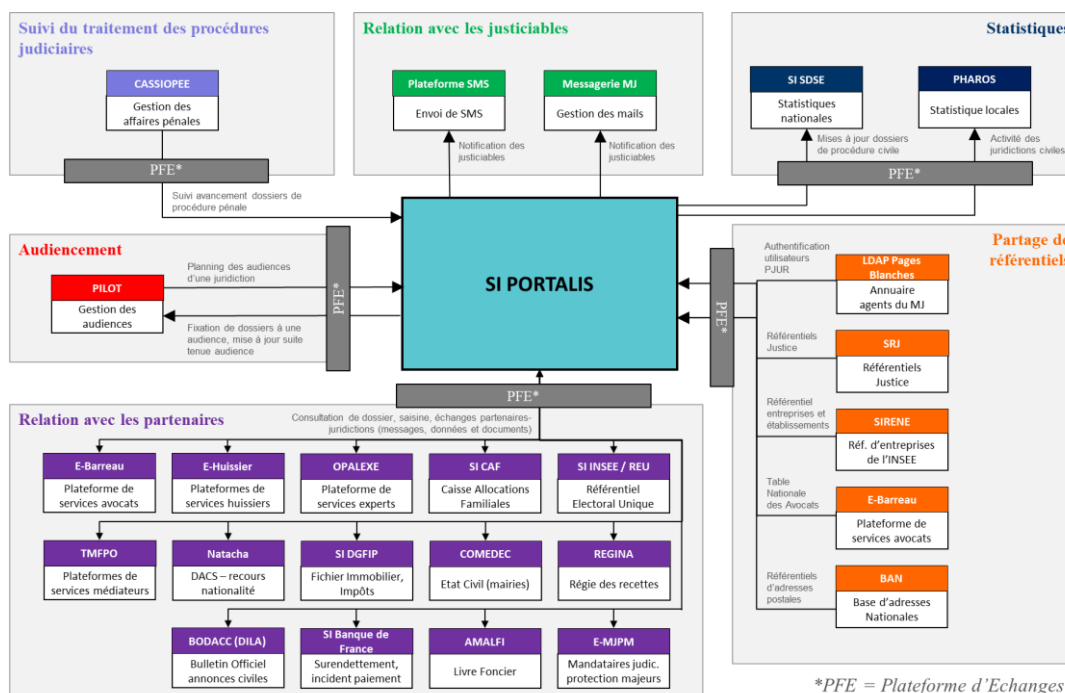 Suivi du traitement des procédures
judiciaires
CASSIOPEE
Gestion des
affaires pénales
PFE*
Suivi avancement dossiers de
procédure pénale
Relation avec les justiciables
Plateforme SMS
Envoi de SMS
Messagerie MJ
Gestion des mails
Notification des
justiciables
Notification des
justiciables
Statistiques
SI SDSE
Statistiques
nationales
PHAROS
Statistique locales
Mises à jour dossiers
de procédure civile
Activité des
juridictions civiles
PFE*
Audiencement
PILOT
Gestion des
audiences
Planning des audiences
d'une juridiction
Fixation de dossiers à une
audience, mise à jour suite
tenue audience
PFE*
SI PORTALIS
PFE*
Partage de
référentiels
Authentification
utilisateurs
PJUR
LDAP Pages
Blanches
Annuaire
agents du MJ
Référentiels
Justice
SRJ
Référentiels
Justice
Référentiel
entreprises et
établissements
SIRENE
Réf. d'entreprises
de l'INSEE
Table
Nationale
des Avocats
E-Barreau
Plateforme de
services avocats
Référentiels
d'adresses
postales
BAN
Base d'adresses
Nationales
PFE*
Relation avec les partenaires
Consultation de dossier, saisine, échanges partenaires-
juridictions (messages, données et documents)
E-Barreau
Plateforme de
services avocats
E-Huissier
Plateformes de
services huissiers
OPALEXE
Plateforme de
services experts
SI CAF
Caisse Allocations
Familiales
SI INSEE / REU
Référentiel
Electoral Unique
TMFPO
Plateformes de
services médiateurs
Natacha
DACS – recours
nationalité
SI DGFIP
Fichier Immobilier,
Impôts
COMEDEC
Etat Civil (mairies)
REGINA
Régie des recettes
BODACC (DILA)
Bulletin Officiel
annonces civiles
SI Banque de
France
Surendettement,
incident paiement
AMALFI
Livre Foncier
E-MJPM
Mandataires judic.
protection majeurs
*PFE = Plateforme d'Echanges